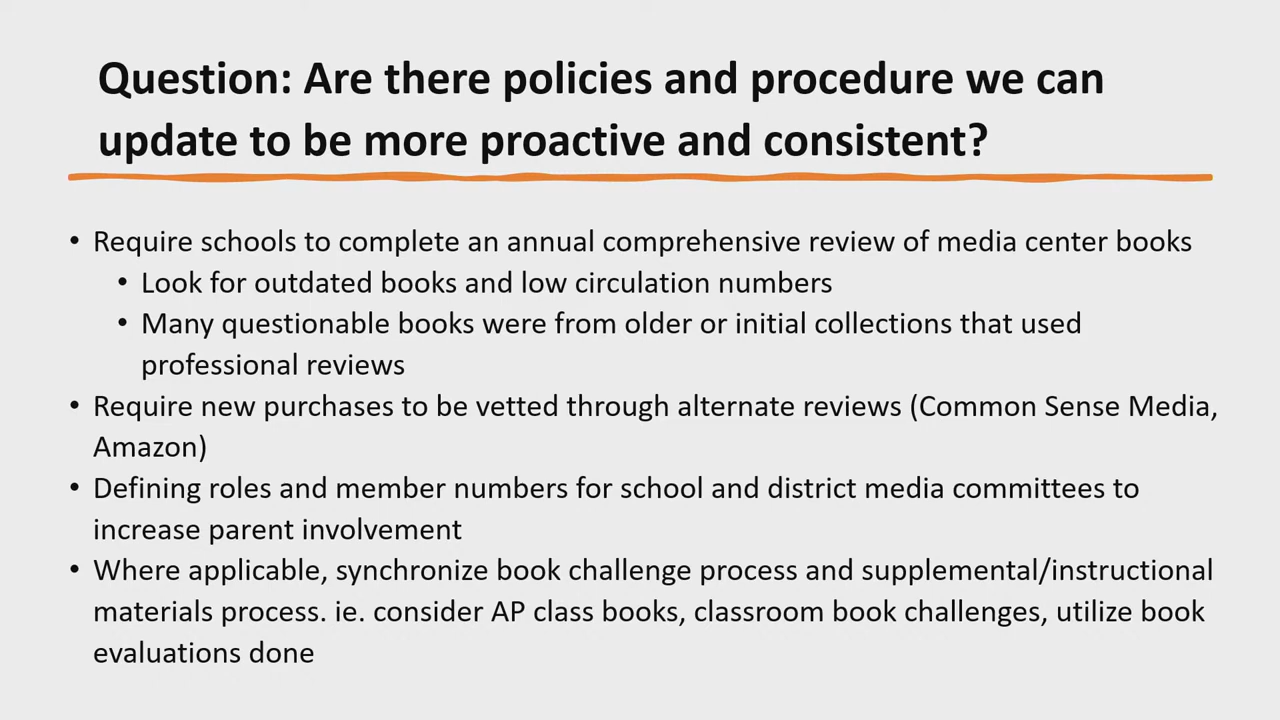 Question: Are there policies and procedure we can
update to be more proactive and consistent?
• Require schools to complete an annual comprehensive review of media center books
• Look for outdated books and low circulation numbers
• Many questionable books were from older or initial collections that used
professional reviews
• Require new purchases to be vetted through alternate reviews (Common Sense Media,
Amazon)
• Defining roles and member numbers for school and district media committees to
increase parent involvement
• Where applicable, synchronize book challenge process and supplemental/instructional
materials process. ie. consider AP class books, classroom book challenges, utilize book
evaluations done